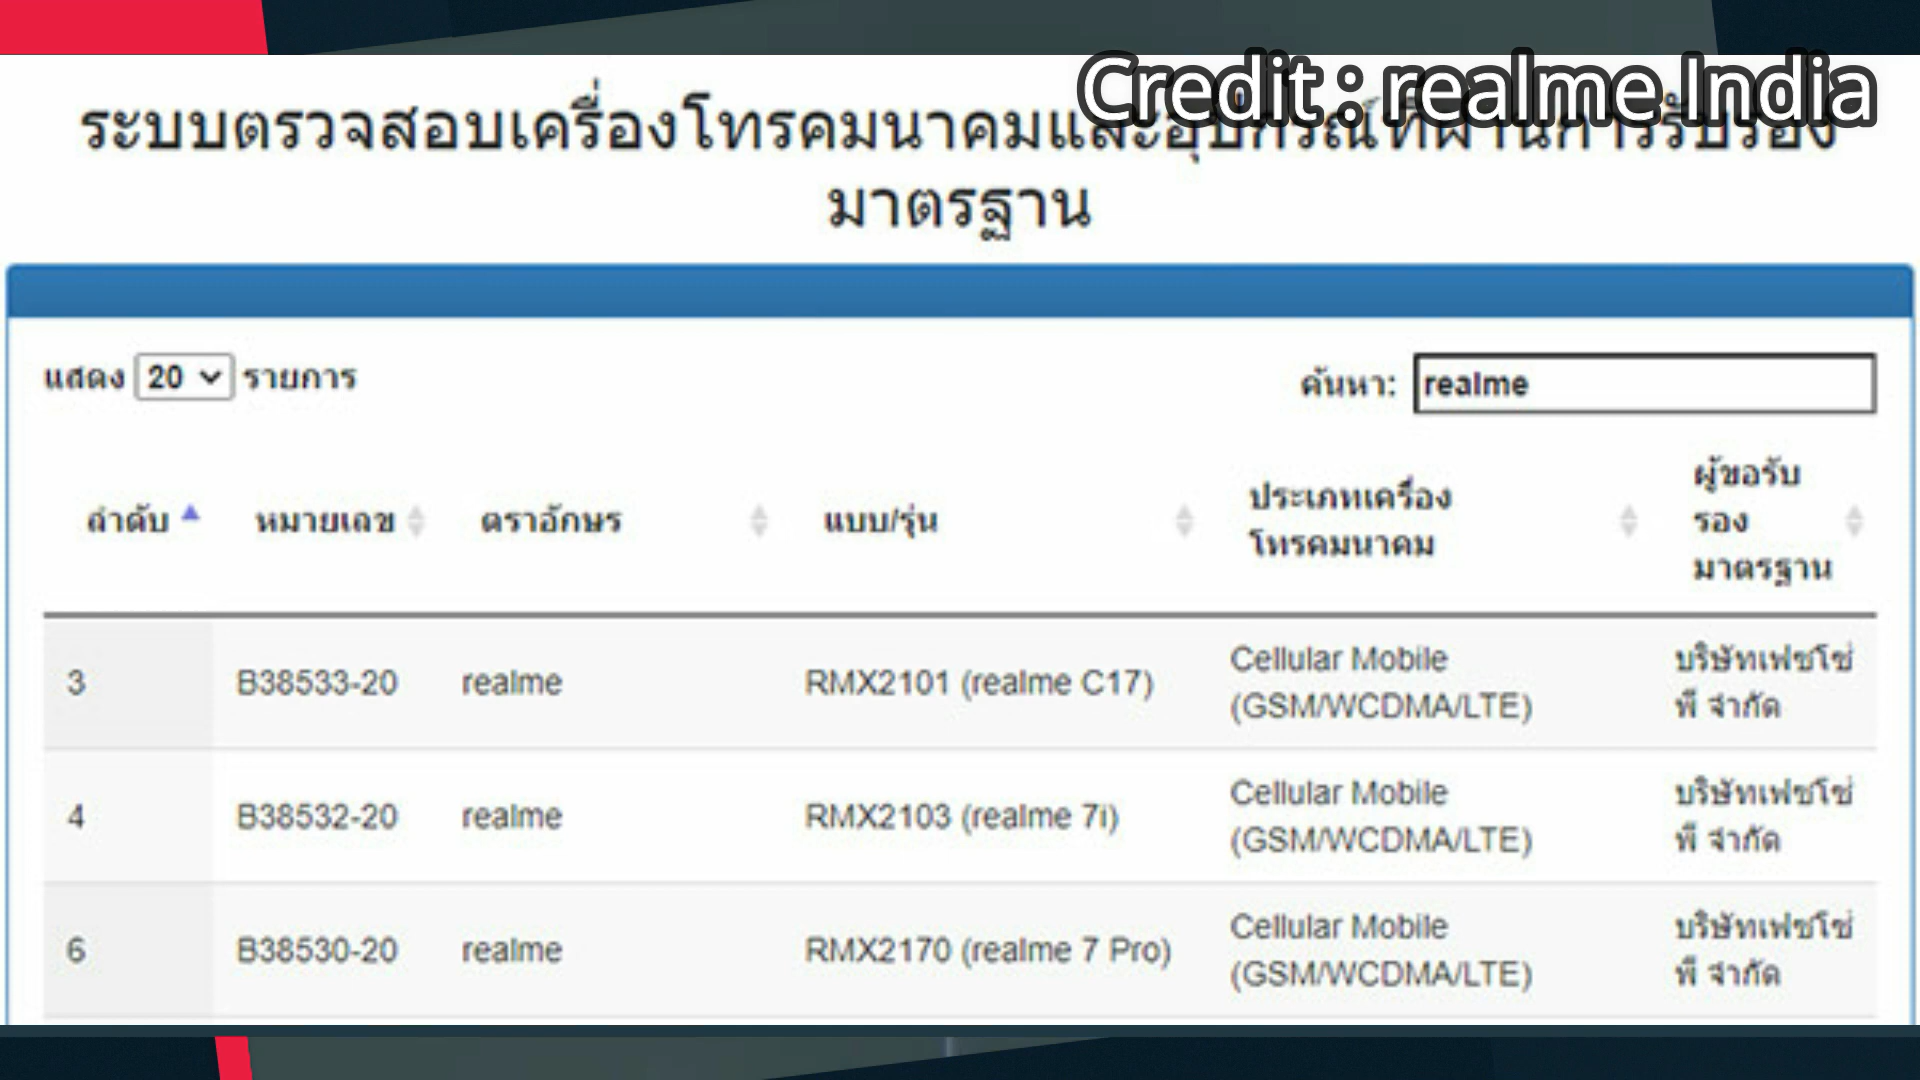 Credit : realme India
ระบบตรวจสอบเครื่องโทรคมนาคมและอุปกรณ์ที่ผ่านการรับรอง
มาตรฐาน
แสดง 20 รายการ
ค้นหา: realme
ลำดับ หมายเลข ตราอักษร แบบ/รุ่น ประเภทเครื่อง ผู้ขอรับ
โทรคมนาคม รอง
มาตรฐาน
3 B38533-20 realme RMX2101 (realme C17) Cellular Mobile บริษัทเฟซโซ่
(GSM/WCDMA/LTE) พี จำกัด
4 B38532-20 realme RMX2103 (realme 7i) Cellular Mobile บริษัทเฟซโซ่
(GSM/WCDMA/LTE) พี จำกัด
6 B38530-20 realme RMX2170 (realme 7 Pro) Cellular Mobile บริษัทเฟซโซ่
(GSM/WCDMA/LTE) พี จำกัด